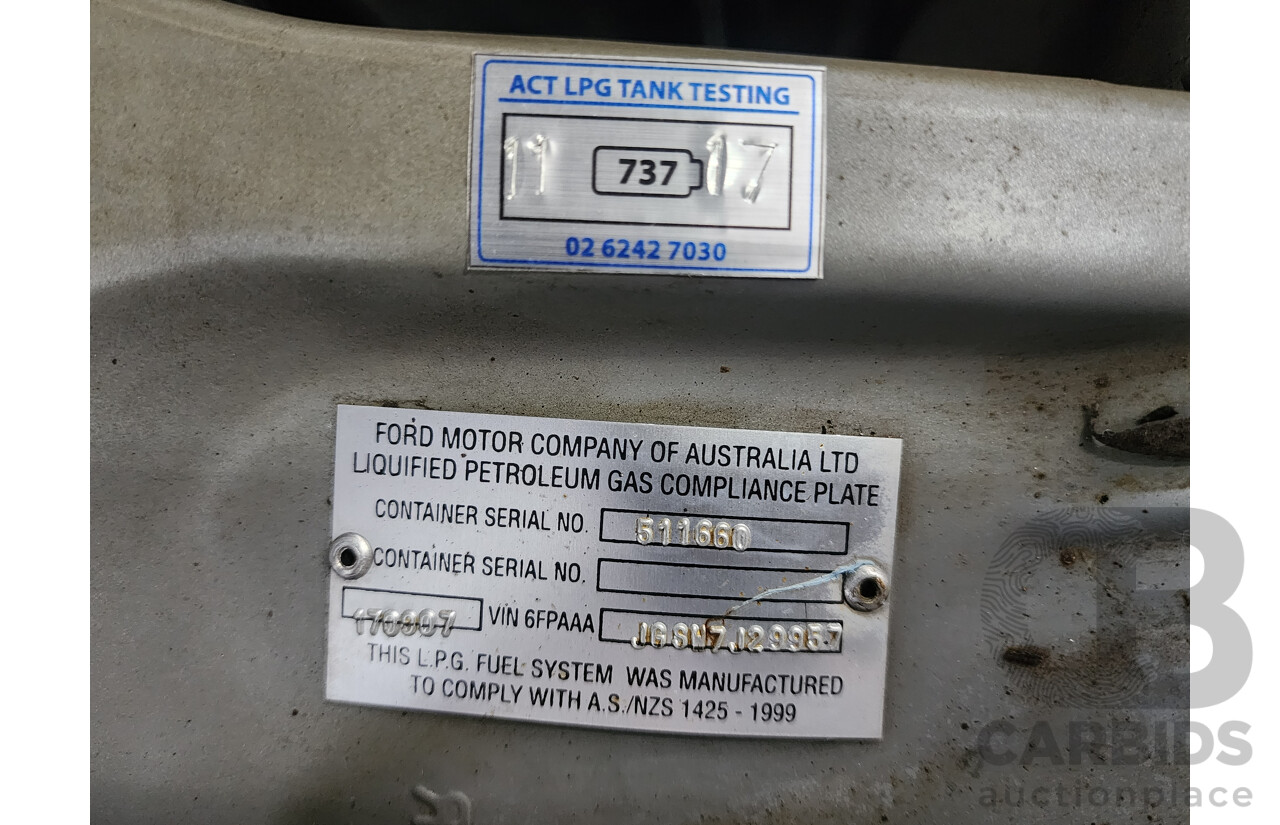 ACT LPG TANK TESTING
11 737 17
02 6242 7030
FORD MOTOR COMPANY OF AUSTRALIA LTD
LIQUIFIED PETROLEUM GAS COMPLIANCE PLATE
CONTAINER SERIAL NO. 511660
CONTAINER SERIAL NO.
170807 VIN 6FPAAA JGSW7J29957
THIS L.P.G. FUEL SYSTEM WAS MANUFACTURED
TO COMPLY WITH A.S./NZS 1425 - 1999
CARBIDS
auctionplace